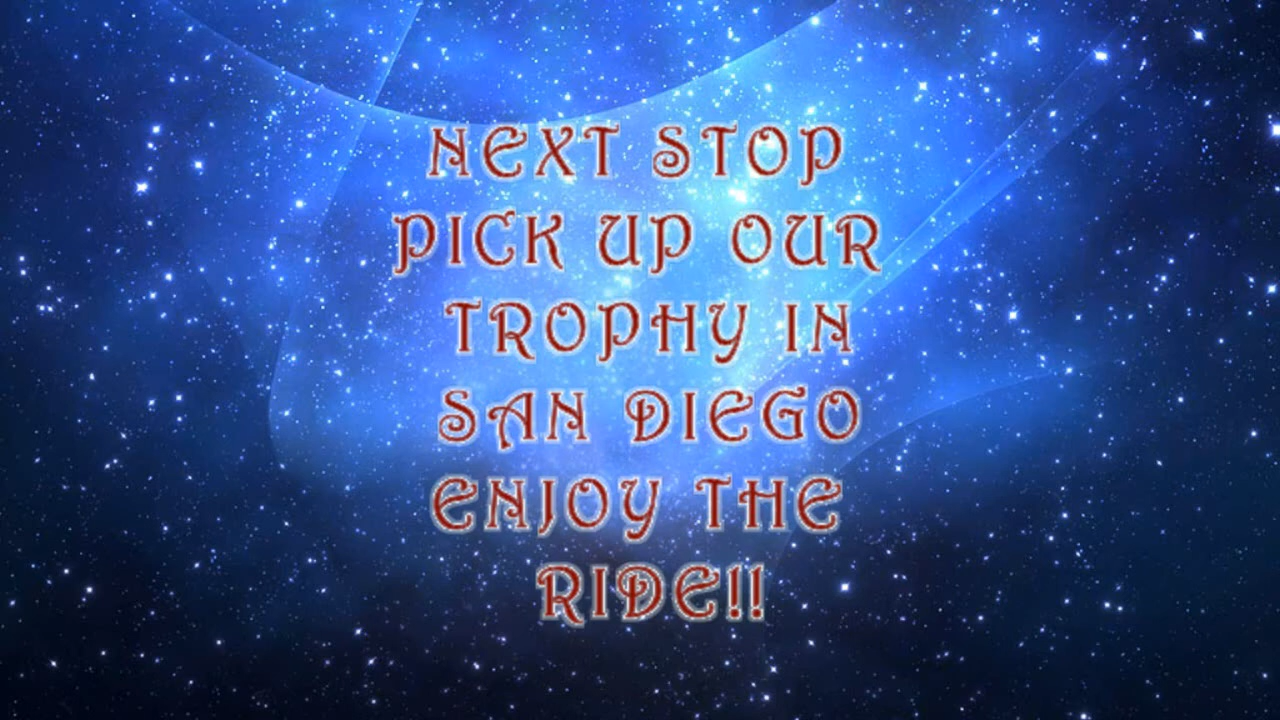 NEXT STOP
PICK UP OUR
TROPHY IN
SAN DIEGO
ENJOY THE
RIDE!!